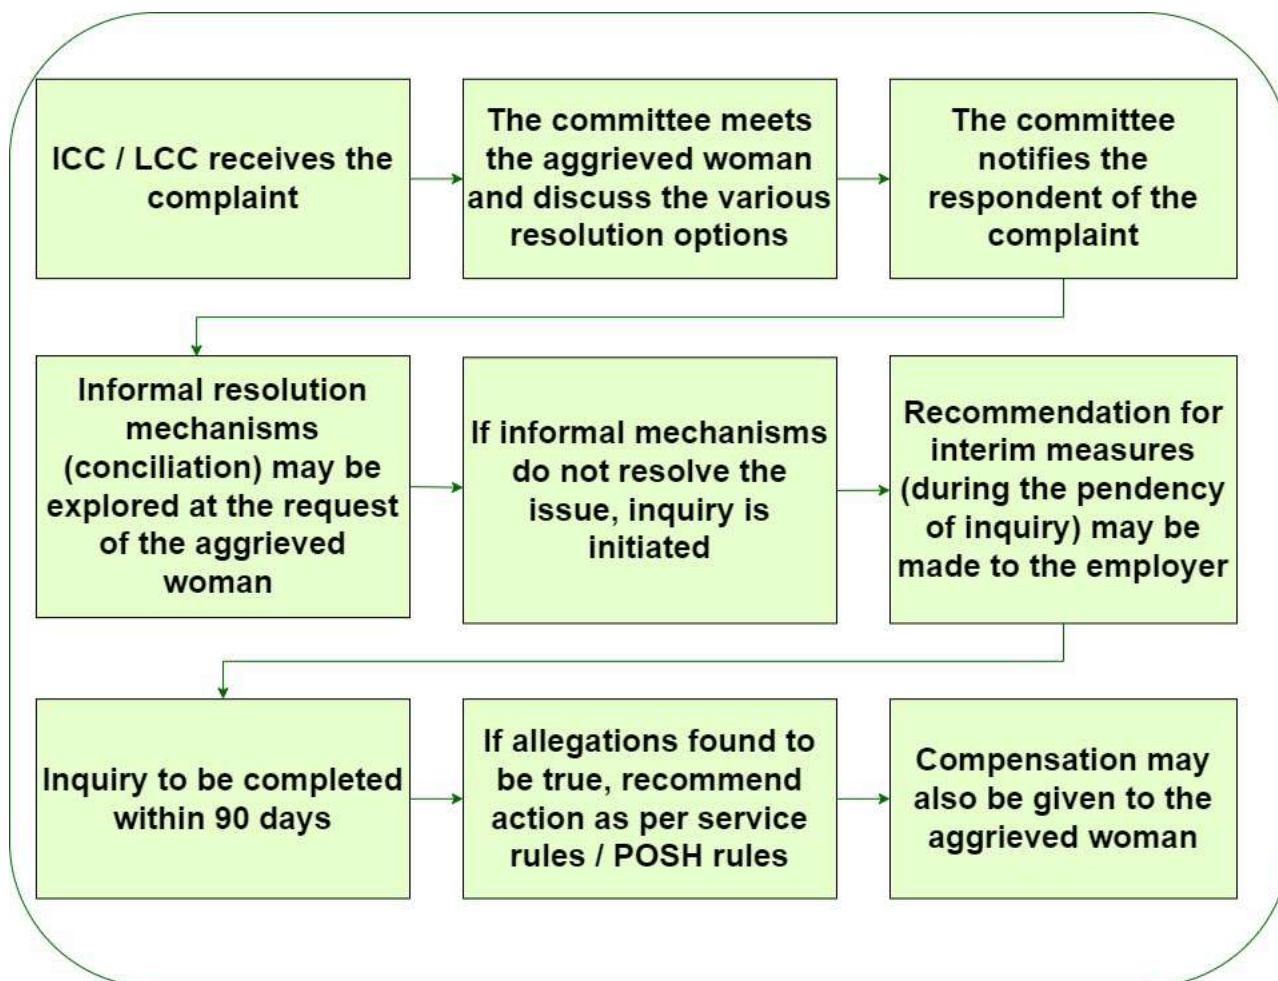 ICC / LCC receives the
complaint
The committee meets
the aggrieved woman
and discuss the various
resolution options
The committee
notifies the
respondent of the
complaint
Informal resolution
mechanisms
(conciliation) may be
explored at the request
of the aggrieved
woman
If informal mechanisms
do not resolve the
issue, inquiry is
initiated
Recommendation for
interim measures
(during the pendency
of inquiry) may be
made to the employer
Inquiry to be completed
within 90 days
If allegations found to
be true, recommend
action as per service
rules / POSH rules
Compensation may
also be given to the
aggrieved woman